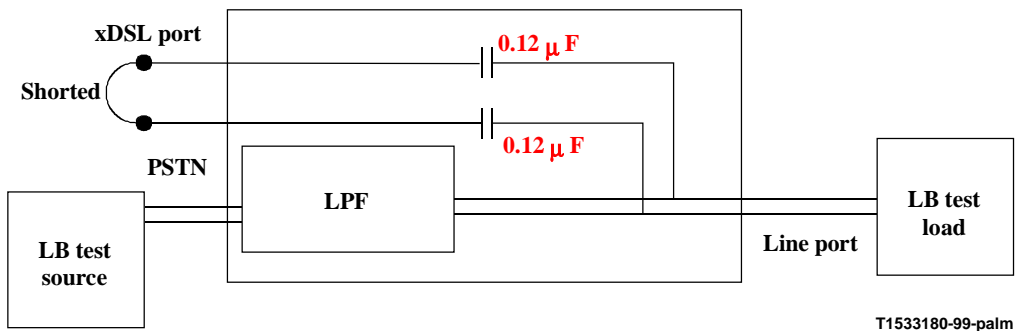 xDSL port
0.12 μ F
Shorted
0.12 μ F
PSTN
LPF
LB test
source
LB test
load
Line port
T1533180-99-palm